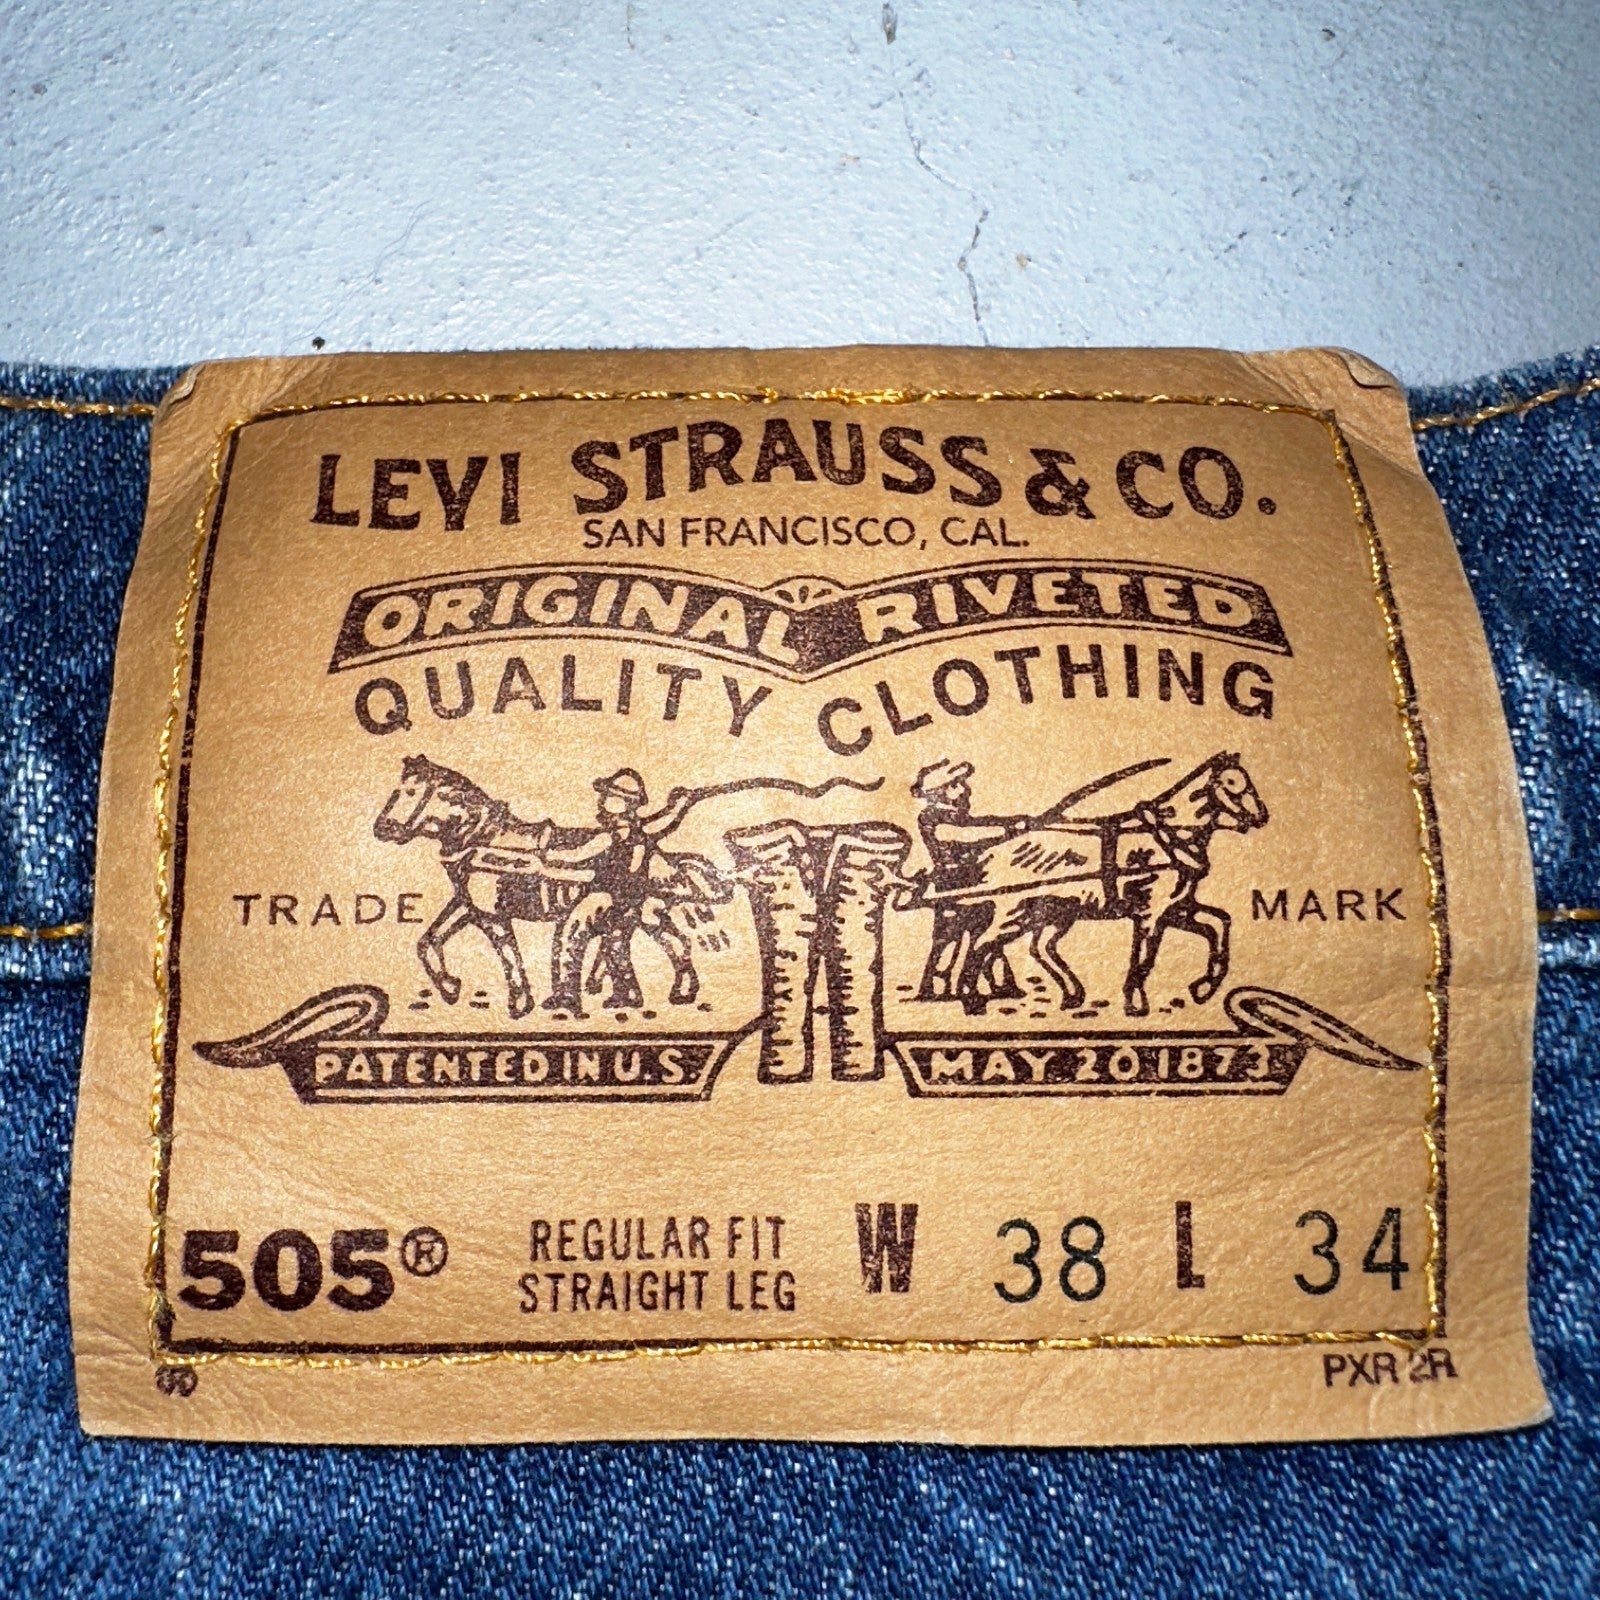 LEVI STRAUSS & CO.
SAN FRANCISCO, CAL.
ORIGINAL RIVETED
QUALITY CLOTHING
TRADE MARK
PATENTED IN U.S. MAY 20 1873
505® REGULAR FIT W 38 L 34
STRAIGHT LEG
PXR 2R